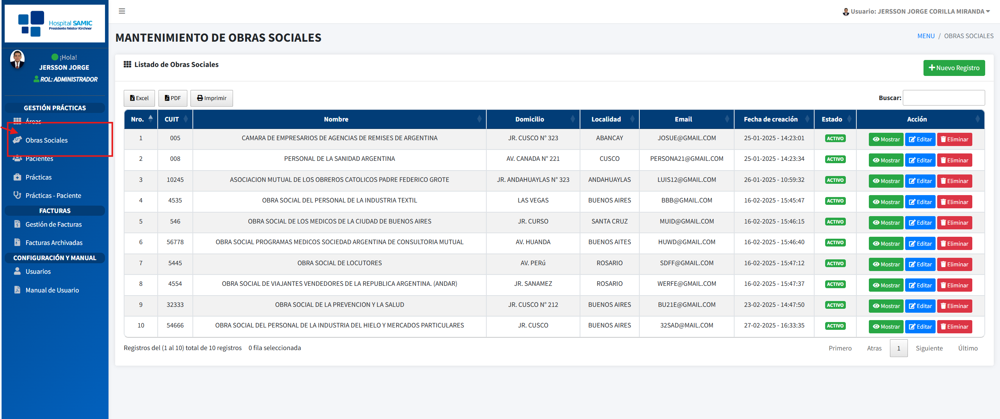 Hospital SAMIC
Presidente Néstor Kirchner
Usuario: JERSSON JORGE CORILLA MIRANDA
¡Hola!
JERSSON JORGE
ROL: ADMINISTRADOR
GESTIÓN PRÁCTICAS
Áreas
Obras Sociales
Pacientes
Prácticas
Prácticas - Paciente
FACTURAS
Gestión de Facturas
Facturas Archivadas
CONFIGURACIÓN Y MANUAL
Usuarios
Manual de Usuario
MANTENIMIENTO DE OBRAS SOCIALES
MENU / OBRAS SOCIALES
Listado de Obras Sociales
Nuevo Registro
Excel PDF Imprimir
Buscar:
Nro. CUIT Nombre Domicilio Localidad Email Fecha de creación Estado Acción
1 005 CAMARA DE EMPRESARIOS DE AGENCIAS DE REMISES DE ARGENTINA JR. CUSCO N° 323 ABANCAY JOSUE@GMAIL.COM 25-01-2025 - 14:23:01 ACTIVO Mostrar Editar Eliminar
2 008 PERSONAL DE LA SANIDAD ARGENTINA AV. CANADA N° 221 CUSCO PERSONA21@GMAIL.COM 25-01-2025 - 14:23:34 ACTIVO Mostrar Editar Eliminar
3 10245 ASOCIACION MUTUAL DE LOS OBREROS CATOLICOS PADRE FEDERICO GROTE JR. ANDAHUAYLAS N° 323 ANDAHUAYLAS LUIS12@GMAIL.COM 26-01-2025 - 10:59:32 ACTIVO Mostrar Editar Eliminar
4 4535 OBRA SOCIAL DEL PERSONAL DE LA INDUSTRIA TEXTIL LAS VEGAS BUENOS AIRES BBB@GMAIL.COM 16-02-2025 - 15:45:47 ACTIVO Mostrar Editar Eliminar
5 546 OBRA SOCIAL DE LOS MEDICOS DE LA CIUDAD DE BUENOS AIRES JR. CURSO SANTA CRUZ MUID@GMAIL.COM 16-02-2025 - 15:46:15 ACTIVO Mostrar Editar Eliminar
6 56778 OBRA SOCIAL PROGRAMAS MEDICOS SOCIEDAD ARGENTINA DE CONSULTORIA MUTUAL AV. HUANDA BUENOS AITES HUWD@GMAIL.COM 16-02-2025 - 15:46:40 ACTIVO Mostrar Editar Eliminar
7 5445 OBRA SOCIAL DE LOCUTORES AV. PERú ROSARIO SDFF@GMAIL.COM 16-02-2025 - 15:47:12 ACTIVO Mostrar Editar Eliminar
8 4554 OBRA SOCIAL DE VIAJANTES VENDEDORES DE LA REPUBLICA ARGENTINA. (ANDAR) JR. SANAMEZ ROSARIO WERFE@GMAIL.COM 16-02-2025 - 15:47:37 ACTIVO Mostrar Editar Eliminar
9 32333 OBRA SOCIAL DE LA PREVENCION Y LA SALUD JR. CUSCO N° 212 BUENOS AIRES BU21E@GMAIL.COM 23-02-2025 - 14:47:50 ACTIVO Mostrar Editar Eliminar
10 54666 OBRA SOCIAL DEL PERSONAL DE LA INDUSTRIA DEL HIELO Y MERCADOS PARTICULARES JR. CUSCO BUENOS AIRES 32SAD@MAIL.COM 27-02-2025 - 16:33:35 ACTIVO Mostrar Editar Eliminar
Registros del (1 al 10) total de 10 registros 0 fila seleccionada
Primero Atras 1 Siguiente Último